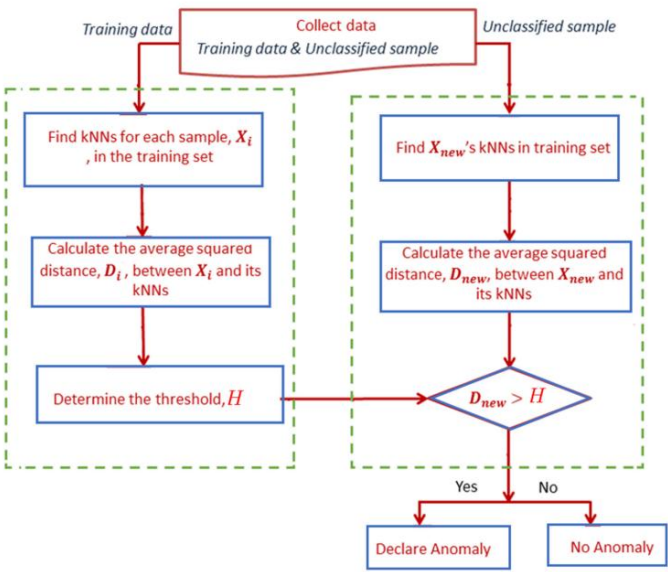 Training data
Collect data
Unclassified sample
Training data & Unclassified sample
Find kNNs for each sample, Xi
, in the training set
Calculate the average squared
distance, Di , between Xi and its
kNNs
Determine the threshold, H
Find Xnew's kNNs in training set
Calculate the average squared
distance, Dnew, between Xnew and
its kNNs
Dnew > H
Yes
No
Declare Anomaly
No Anomaly